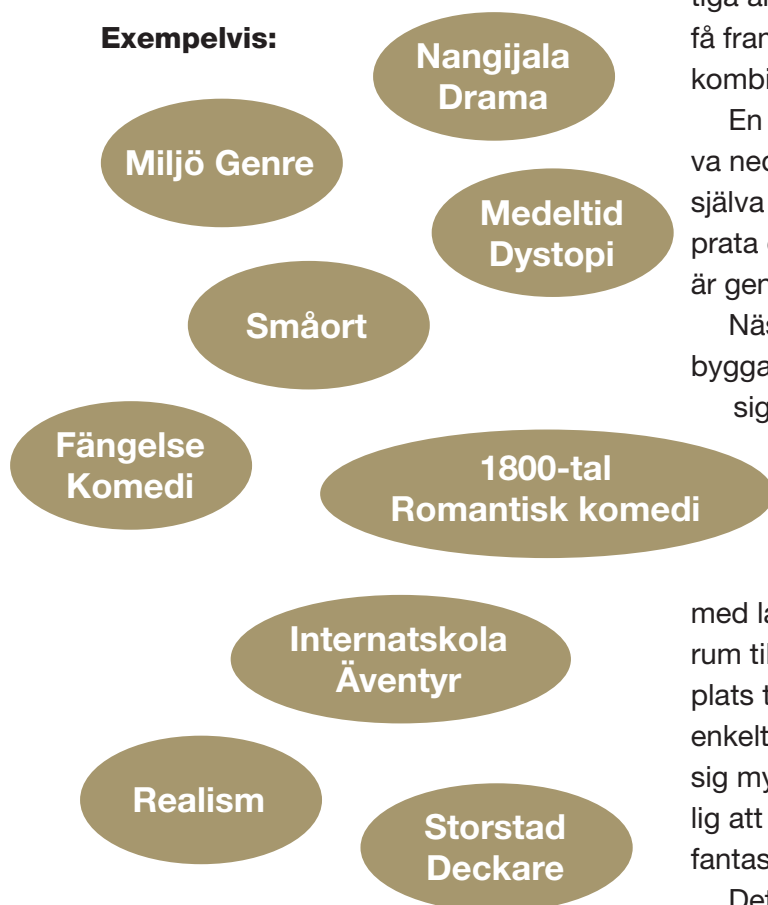 Exempelvis:
Nangijala
Drama
Miljö Genre
Medeltid
Dystopi
Småort
Fängelse
Komedi
1800-tal
Romantisk komedi
Internatskola
Äventyr
Realism
Storstad
Deckare
få fran
kombi
En
va ned
själva
prata
är gen
Näs
bygga
sig
med la
rum til
plats t
enkelt
sig my
lig att
fantas
Det